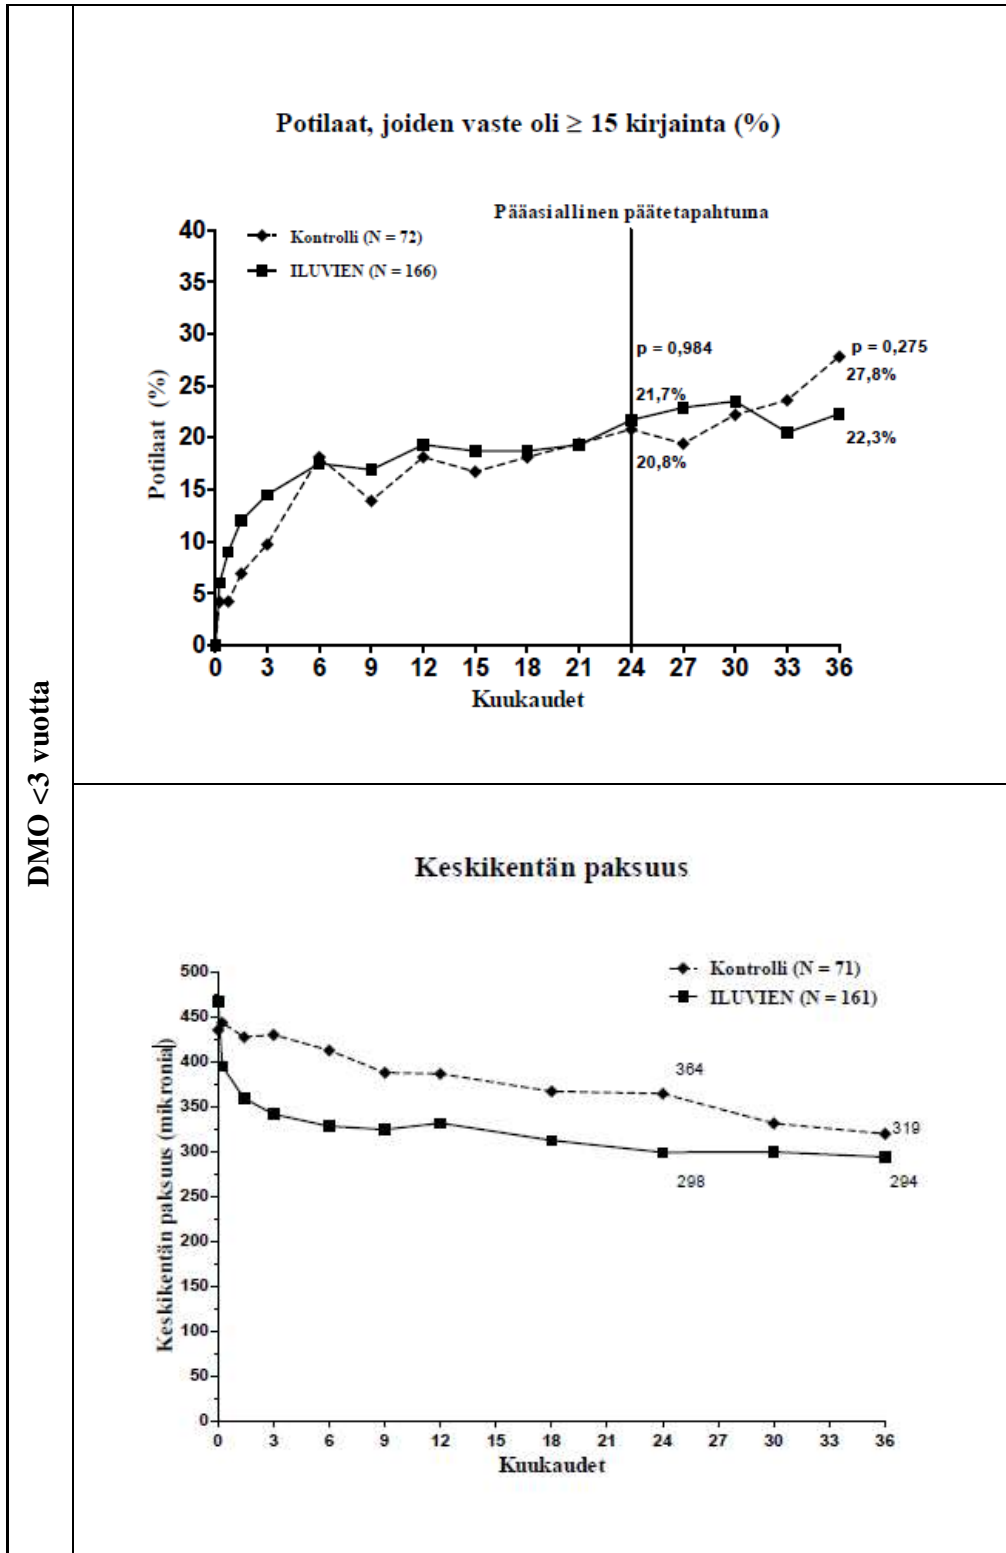 DMO <3 vuotta
Potilaat, joiden vaste oli ≥ 15 kirjainta (%)
Pääasiallinen päätetapahtuma
Kontrolli (N = 72)
ILUVIEN (N = 166)
Potilaat (%)
40
35
30
25
20
15
10
5
0
p = 0,984
21,7%
20,8%
p = 0,275
27,8%
22,3%
0 3 6 9 12 15 18 21 24 27 30 33 36
Kuukaudet
Keskikentän paksuus
Kontrolli (N = 71)
ILUVIEN (N = 161)
Keskikentän paksuus (mikronia)
500
450
400
350
300
250
200
150
100
50
0
364
319
298
294
0 3 6 9 12 15 18 21 24 27 30 33 36
Kuukaudet